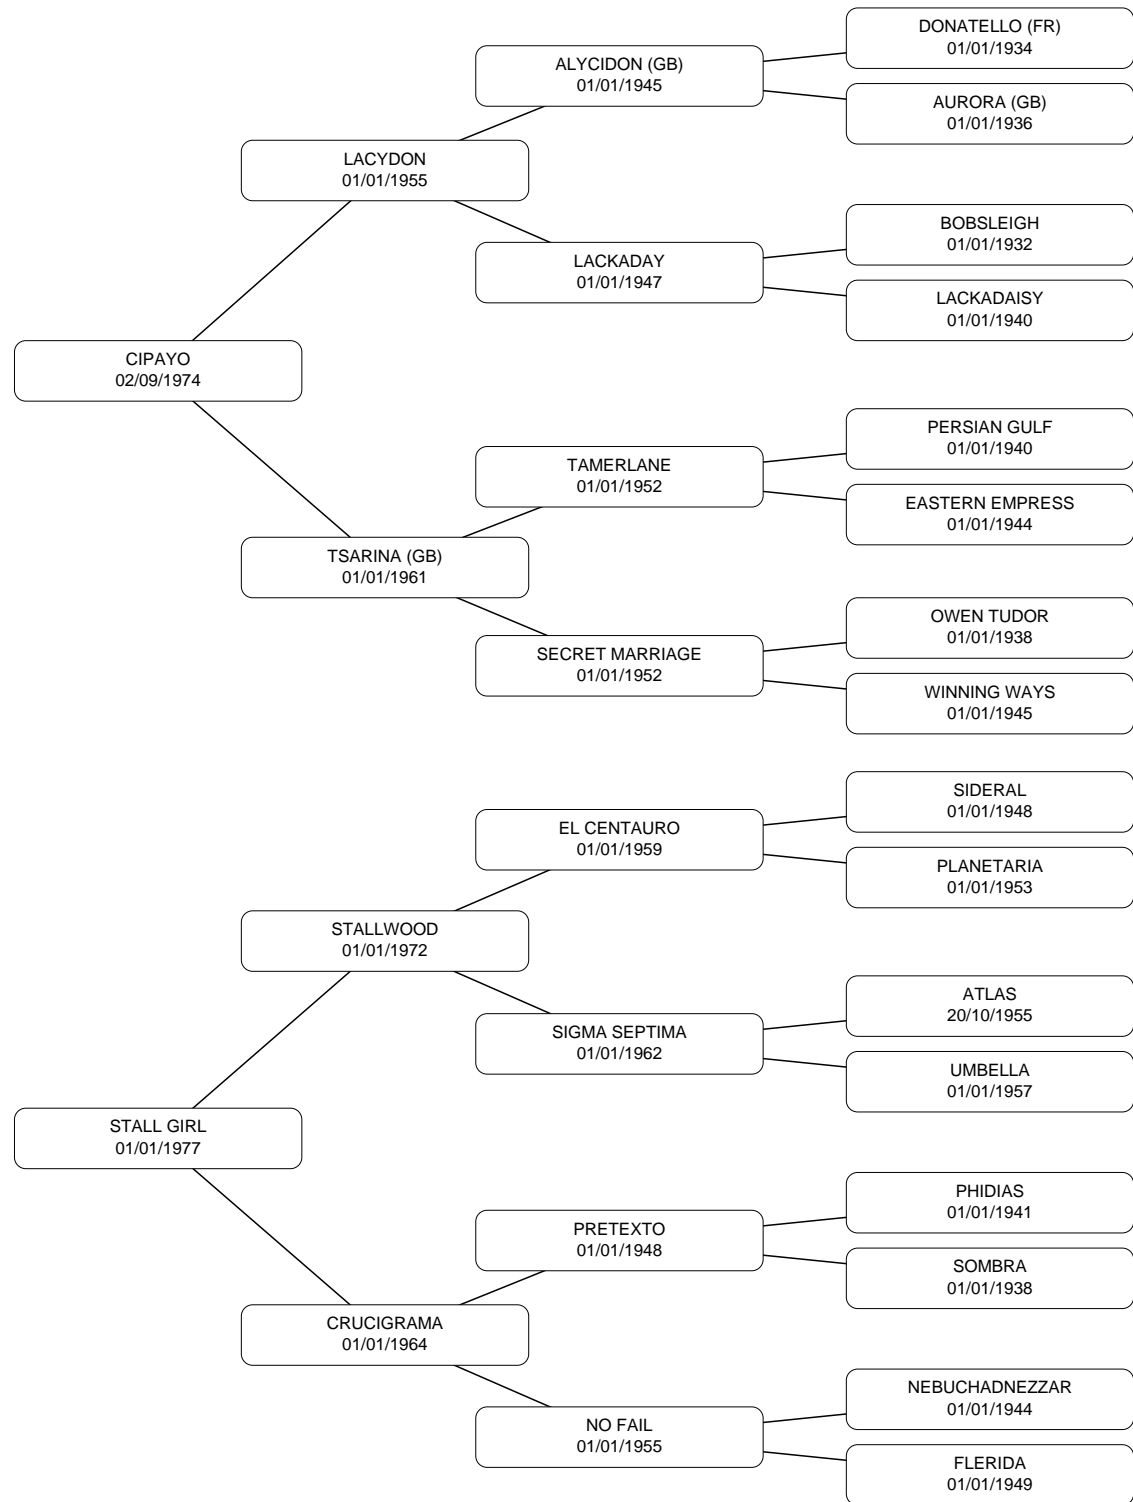 DONATELLO (FR)
01/01/1934
ALYCIDON (GB)
01/01/1945
AURORA (GB)
01/01/1936
LACYDON
01/01/1955
BOBSLEIGH
01/01/1932
LACKADAY
01/01/1947
LACKADAISY
01/01/1940
CIPAYO
02/09/1974
PERSIAN GULF
01/01/1940
TAMERLANE
01/01/1952
EASTERN EMPRESS
01/01/1944
TSARINA (GB)
01/01/1961
OWEN TUDOR
01/01/1938
SECRET MARRIAGE
01/01/1952
WINNING WAYS
01/01/1945
SIDERAL
01/01/1948
EL CENTAURO
01/01/1959
PLANETARIA
01/01/1953
STALLWOOD
01/01/1972
ATLAS
20/10/1955
SIGMA SEPTIMA
01/01/1962
UMBELLA
01/01/1957
STALL GIRL
01/01/1977
PHIDIAS
01/01/1941
PRETEXTO
01/01/1948
SOMBRA
01/01/1938
CRUCIGRAMA
01/01/1964
NEBUCHADNEZZAR
01/01/1944
NO FAIL
01/01/1955
FLERIDA
01/01/1949